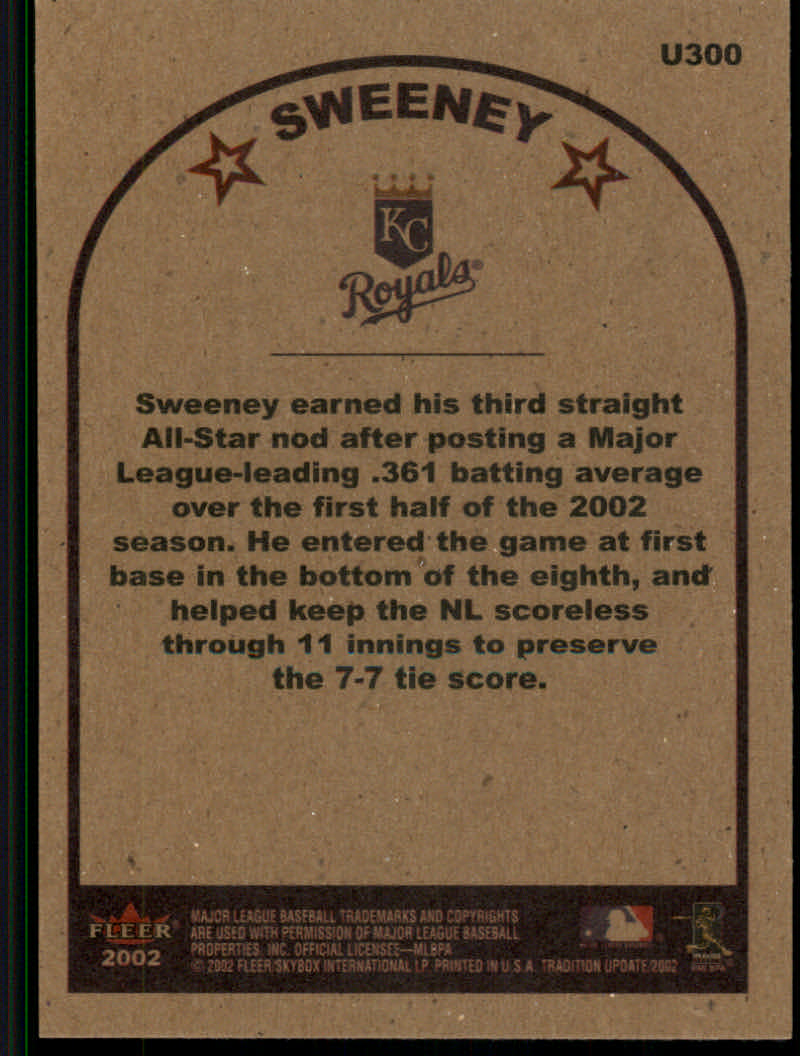 U300
SWEENEY
KC
Royals
Sweeney earned his third straight
All-Star nod after posting a Major
League-leading .361 batting average
over the first half of the 2002
season. He entered the game at first
base in the bottom of the eighth, and
helped keep the NL scoreless
through 11 innings to preserve
the 7-7 tie score.
FLEER
2002
MAJOR LEAGUE BASEBALL TRADEMARKS AND COPYRIGHTS
ARE USED WITH PERMISSION OF MAJOR LEAGUE BASEBALL
PROPERTIES, INC. OFFICIAL LICENSEE—MLBPA
© 2002 FLEER/SKYBOX INTERNATIONAL LP. PRINTED IN U.S.A. TRADITION UPDATE/2002